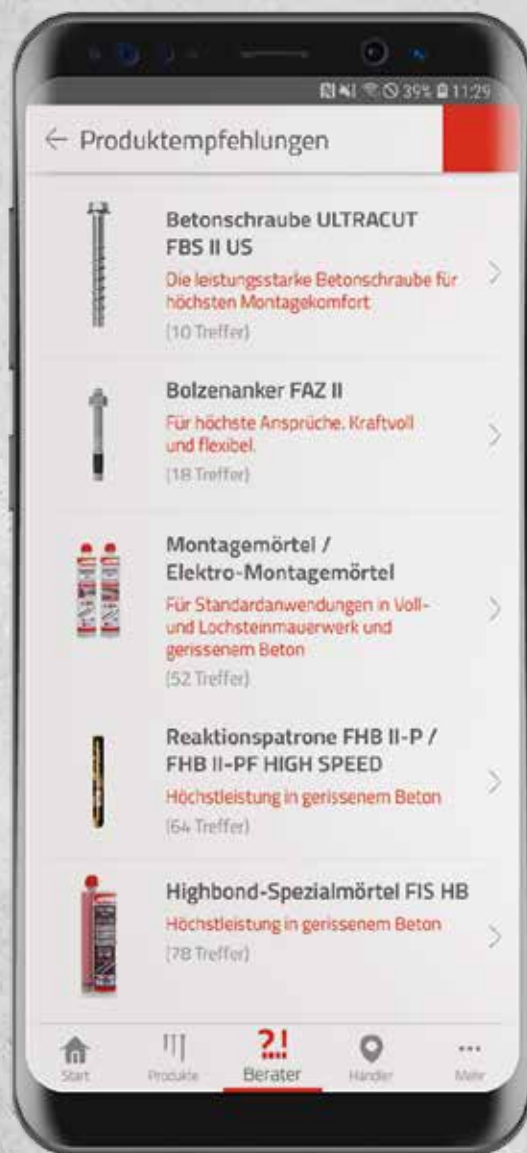 39% 11:29
← Produktempfehlungen
Betonschraube ULTRACUT
FBS II US
Die leistungsstarke Betonschraube für
höchsten Montagekomfort
(10 Treffer)
Bolzenanker FAZ II
Für höchste Ansprüche. Kraftvoll
und flexibel.
(18 Treffer)
Montagemörtel /
Elektro-Montagemörtel
Für Standardanwendungen in Voll-
und Lochsteinmauerwerk und
gerissenem Beton
(52 Treffer)
Reaktionspatrone FHB II-P /
FHB II-PF HIGH SPEED
Höchstleistung in gerissenem Beton
(64 Treffer)
Highbond-Spezialmörtel FIS HB
Höchstleistung in gerissenem Beton
(78 Treffer)
Start Produkte Berater Händler Mehr